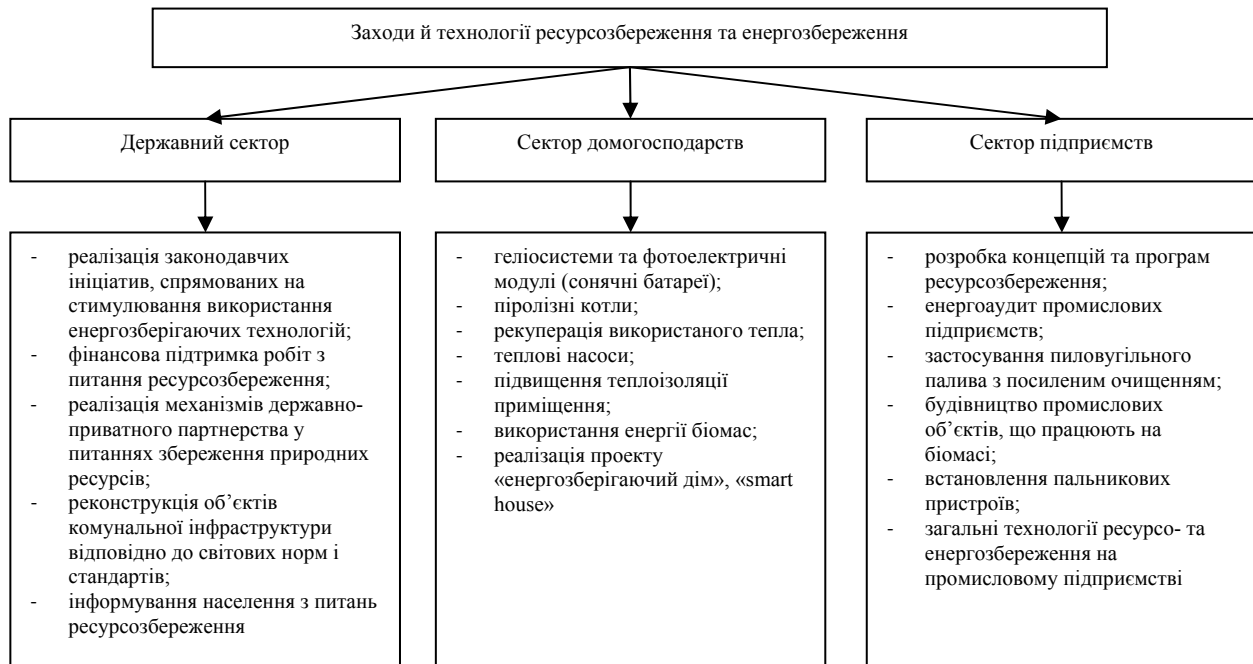 Заходи й технології ресурсозбереження та енергозбереження
Державний сектор
Сектор домогосподарств
Сектор підприємств
- реалізація законодавчих
ініціатив, спрямованих на
стимулювання використання
енергозберігаючих технологій;
- фінансова підтримка робіт з
питання ресурсозбереження;
- реалізація механізмів державно-
приватного партнерства у
питаннях збереження природних
ресурсів;
- реконструкція об’єктів
комунальної інфраструктури
відповідно до світових норм і
стандартів;
- інформування населення з питань
ресурсозбереження
- геліосистеми та фотоелектричні
модулі (сонячні батареї);
- піролізні котли;
- рекуперація використаного тепла;
- теплові насоси;
- підвищення теплоізоляції
приміщення;
- використання енергії біомас;
- реалізація проекту
«енергозберігаючий дім», «smart
house»
- розробка концепцій та програм
ресурсозбереження;
- енергоаудит промислових
підприємств;
- застосування пиловугільного
палива з посиленим очищенням;
- будівництво промислових
об’єктів, що працюють на
біомасі;
- встановлення пальникових
пристроїв;
- загальні технології ресурсо- та
енергозбереження на
промисловому підприємстві